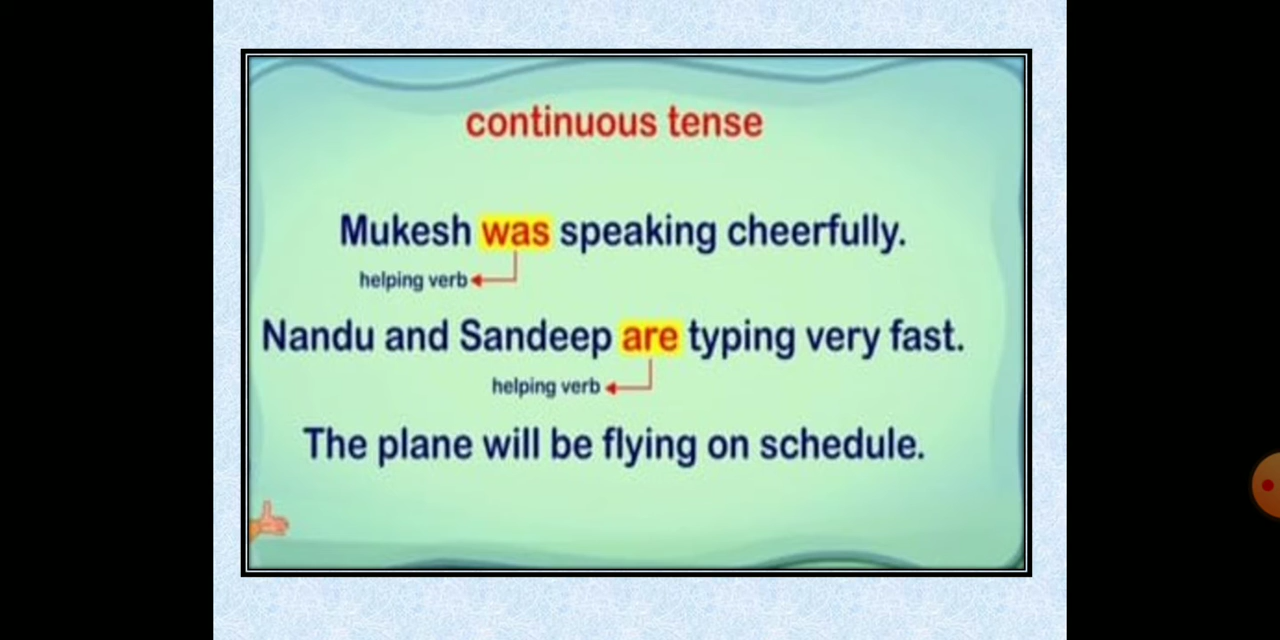 continuous tense
Mukesh was speaking cheerfully.
helping verb
Nandu and Sandeep are typing very fast.
helping verb
The plane will be flying on schedule.